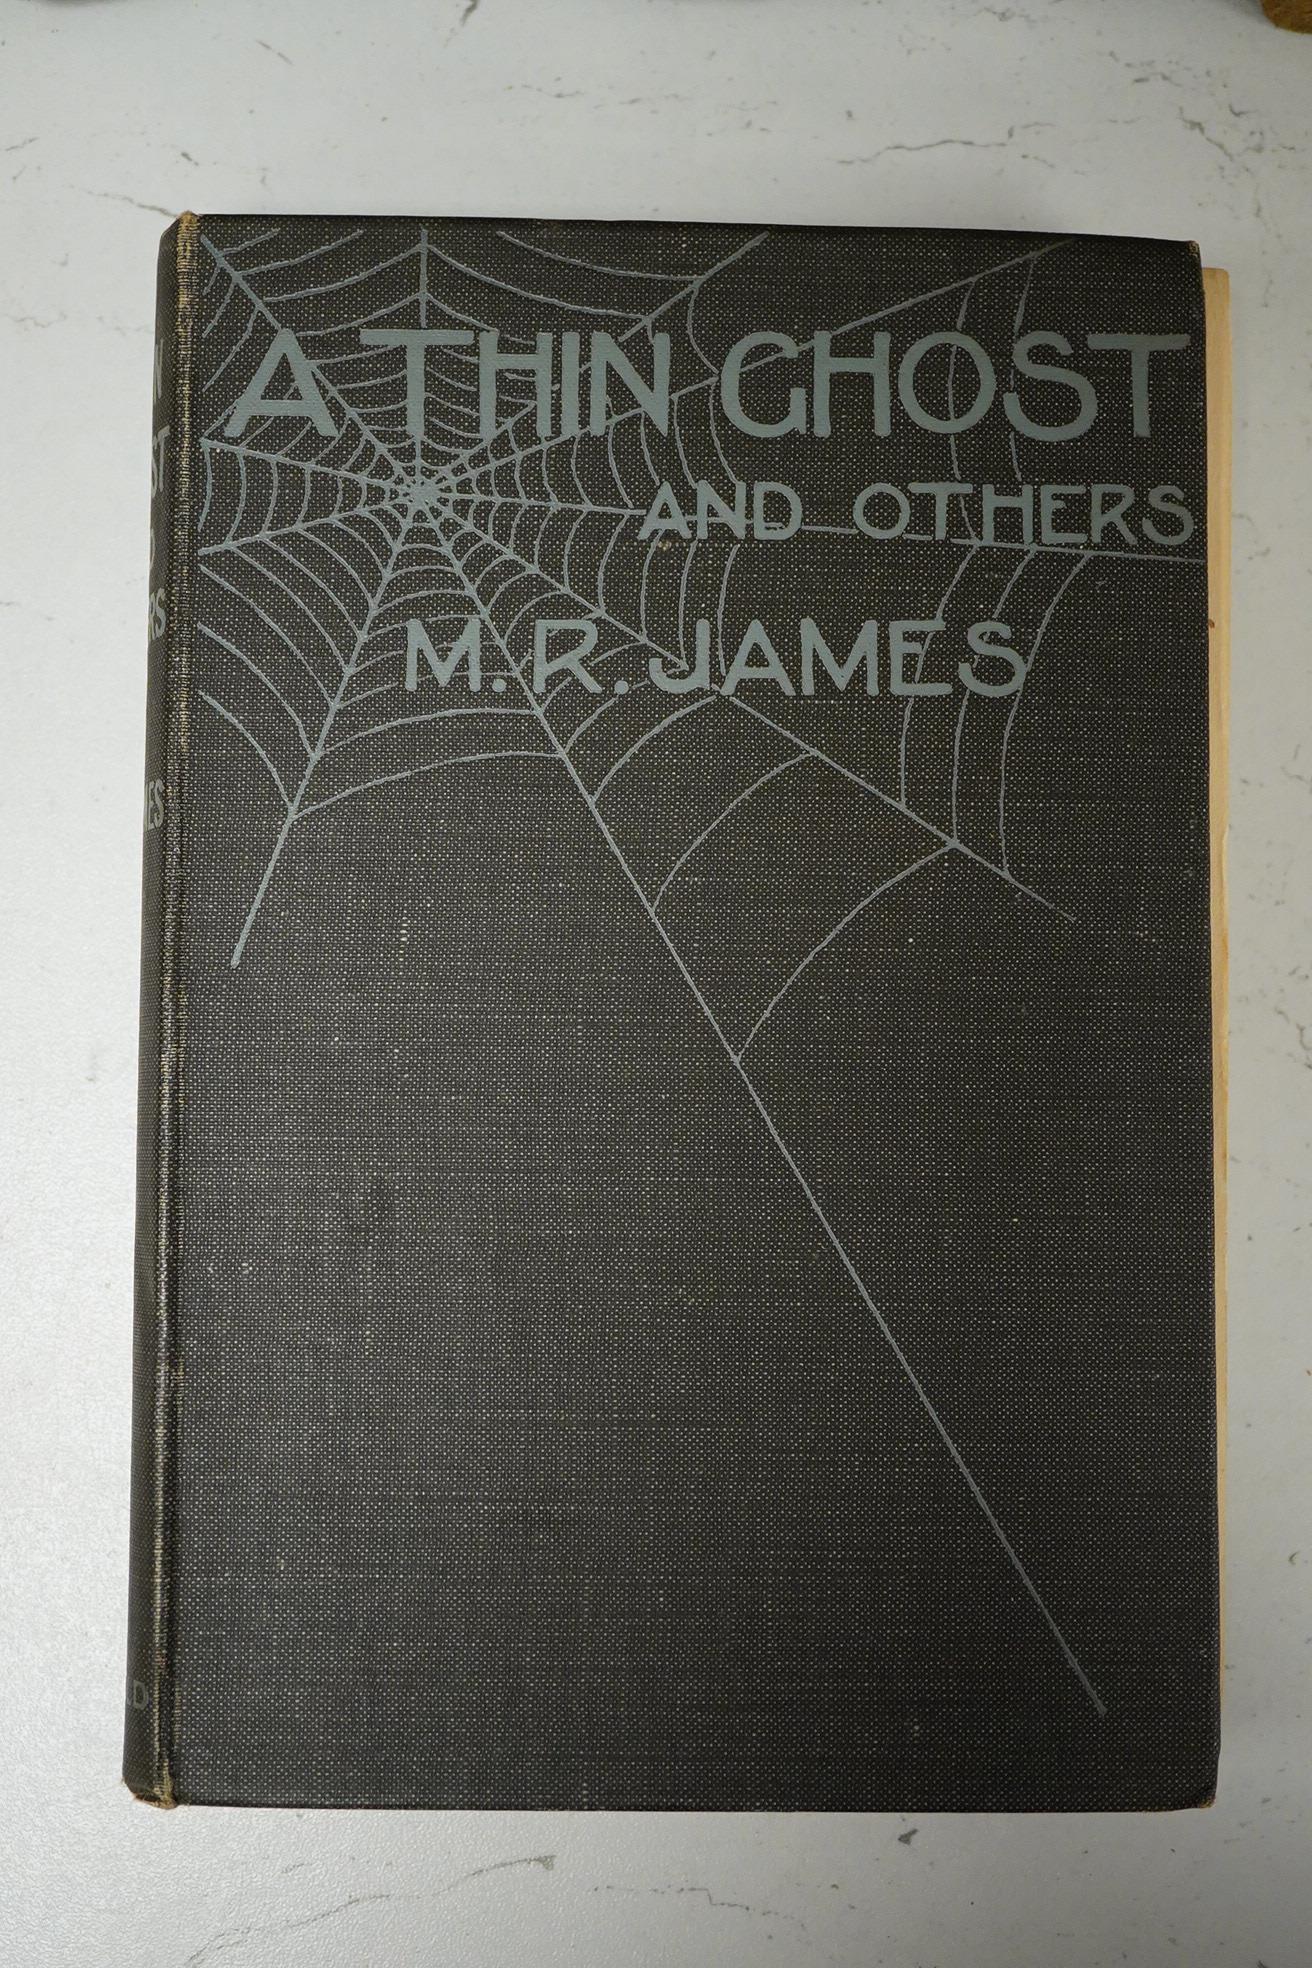 A THIN GHOST
AND OTHERS
M. R. JAMES